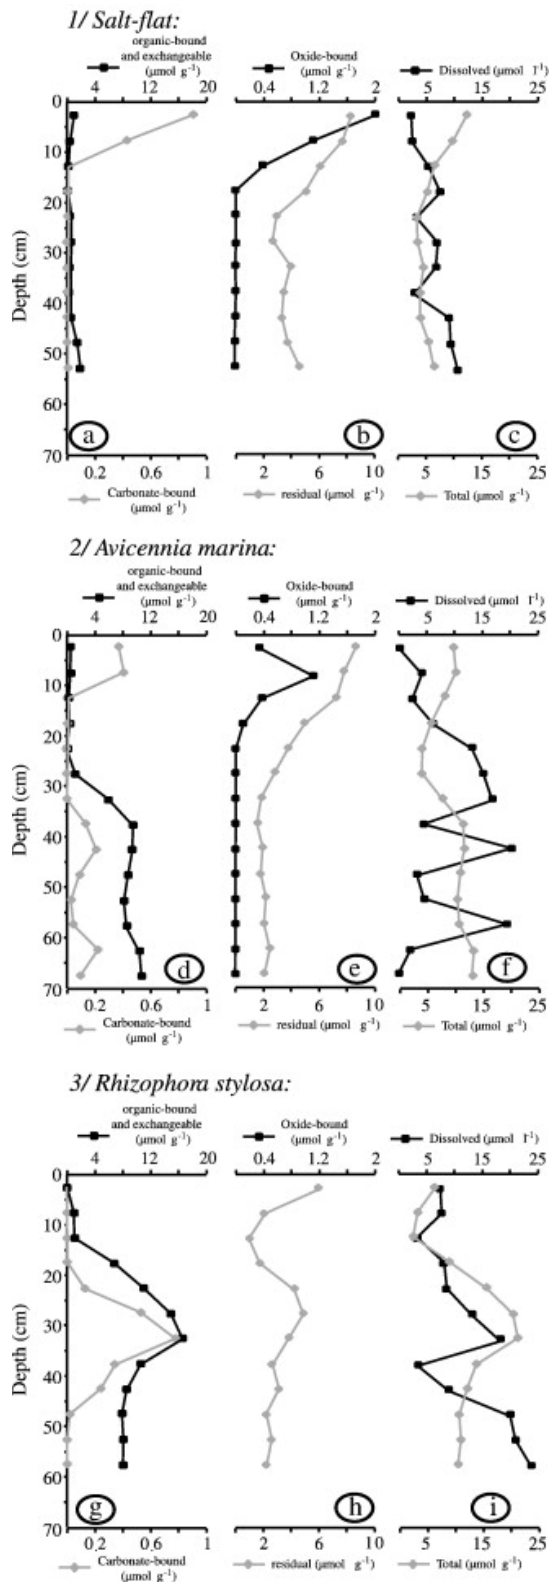 1/ Salt-flat:
organic-bound
and exchangeable
(µmol g-1)
Oxide-bound
(µmol g-1)
Dissolved (µmol l-1)
4 12 20
0.4 1.2 2
5 15 25
0
10
20
30
40
50
60
70
Depth (cm)
a
b
c
0.2 0.6 1
2 6 10
5 15 25
Carbonate-bound
(µmol g-1)
residual (µmol g-1)
Total (µmol g-1)
2/ Avicennia marina:
organic-bound
and exchangeable
(µmol g-1)
Oxide-bound
(µmol g-1)
Dissolved (µmol l-1)
4 12 20
0.4 1.2 2
5 15 25
0
10
20
30
40
50
60
70
Depth (cm)
d
e
f
0.2 0.6 1
2 6 10
5 15 25
Carbonate-bound
(µmol g-1)
residual (µmol g-1)
Total (µmol g-1)
3/ Rhizophora stylosa:
organic-bound
and exchangeable
(µmol g-1)
Oxide-bound
(µmol g-1)
Dissolved (µmol l-1)
4 12 20
0.4 1.2 2
5 15 25
0
10
20
30
40
50
60
70
Depth (cm)
g
h
i
0.2 0.6 1
2 6 10
5 15 25
Carbonate-bound
(µmol g-1)
residual (µmol g-1)
Total (µmol g-1)